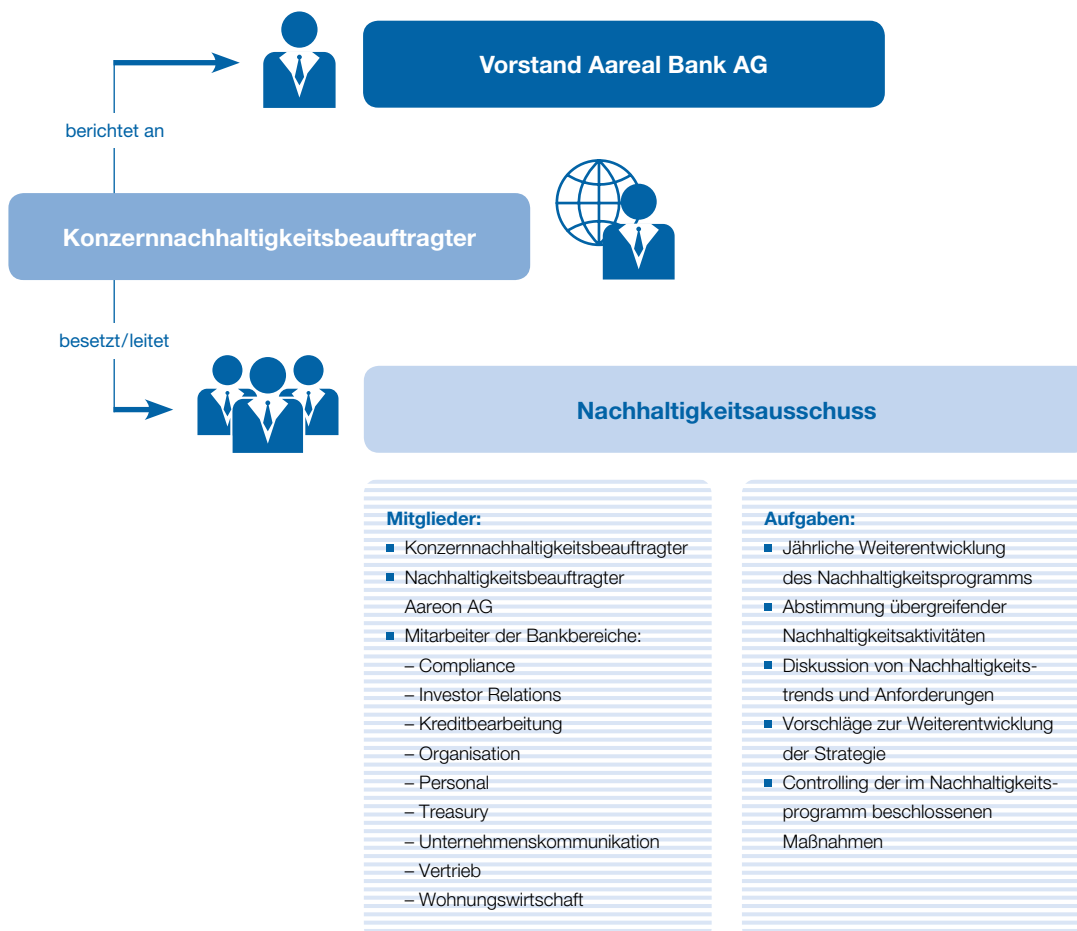 Vorstand Aareal Bank AG
berichtet an
Konzernnachhaltigkeitsbeauftragter
besetzt/leitet
Nachhaltigkeitsausschuss
Mitglieder:
Konzernnachhaltigkeitsbeauftragter
Nachhaltigkeitsbeauftragter
Aareon AG
Mitarbeiter der Bankbereiche:
– Compliance
– Investor Relations
– Kreditbearbeitung
– Organisation
– Personal
– Treasury
– Unternehmenskommunikation
– Vertrieb
– Wohnungswirtschaft
Aufgaben:
Jährliche Weiterentwicklung
des Nachhaltigkeitsprogramms
Abstimmung übergreifender
Nachhaltigkeitsaktivitäten
Diskussion von Nachhaltigkeits-
trends und Anforderungen
Vorschläge zur Weiterentwicklung
der Strategie
Controlling der im Nachhaltigkeits-
programm beschlossenen
Maßnahmen